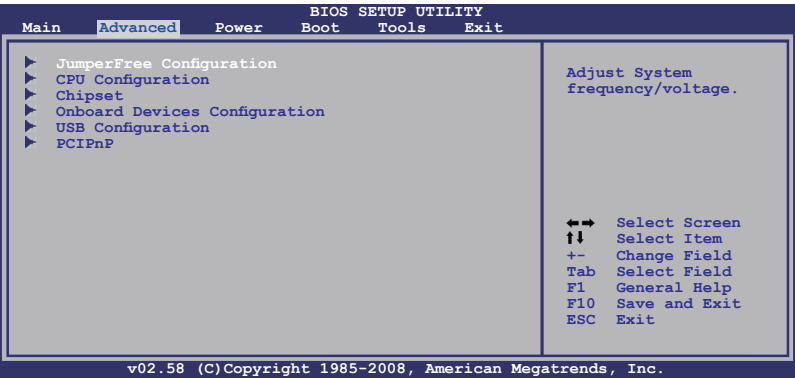 BIOS SETUP UTILITY
Main Advanced Power Boot Tools Exit
JumperFree Configuration
CPU Configuration
Chipset
Onboard Devices Configuration
USB Configuration
PCIPnP
Adjust System
frequency/voltage.
←→ Select Screen
↑↓ Select Item
+- Change Field
Tab Select Field
F1 General Help
F10 Save and Exit
ESC Exit
v02.58 (C)Copyright 1985-2008, American Megatrends, Inc.